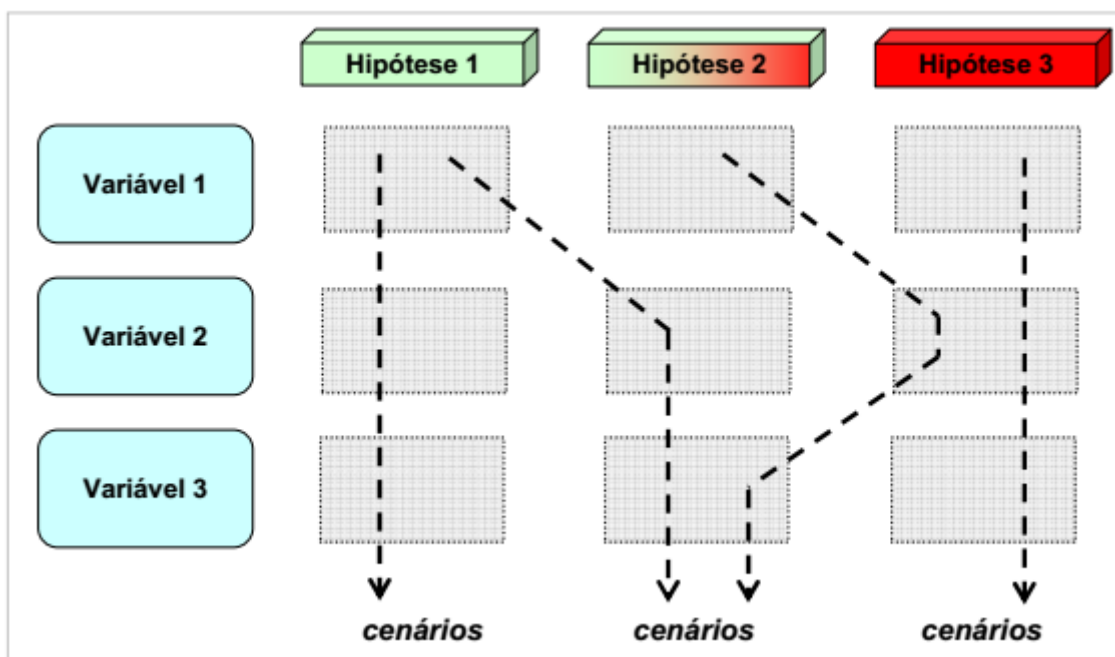 Hipótese 1
Hipótese 2
Hipótese 3
Variável 1
Variável 2
Variável 3
cenários
cenários
cenários